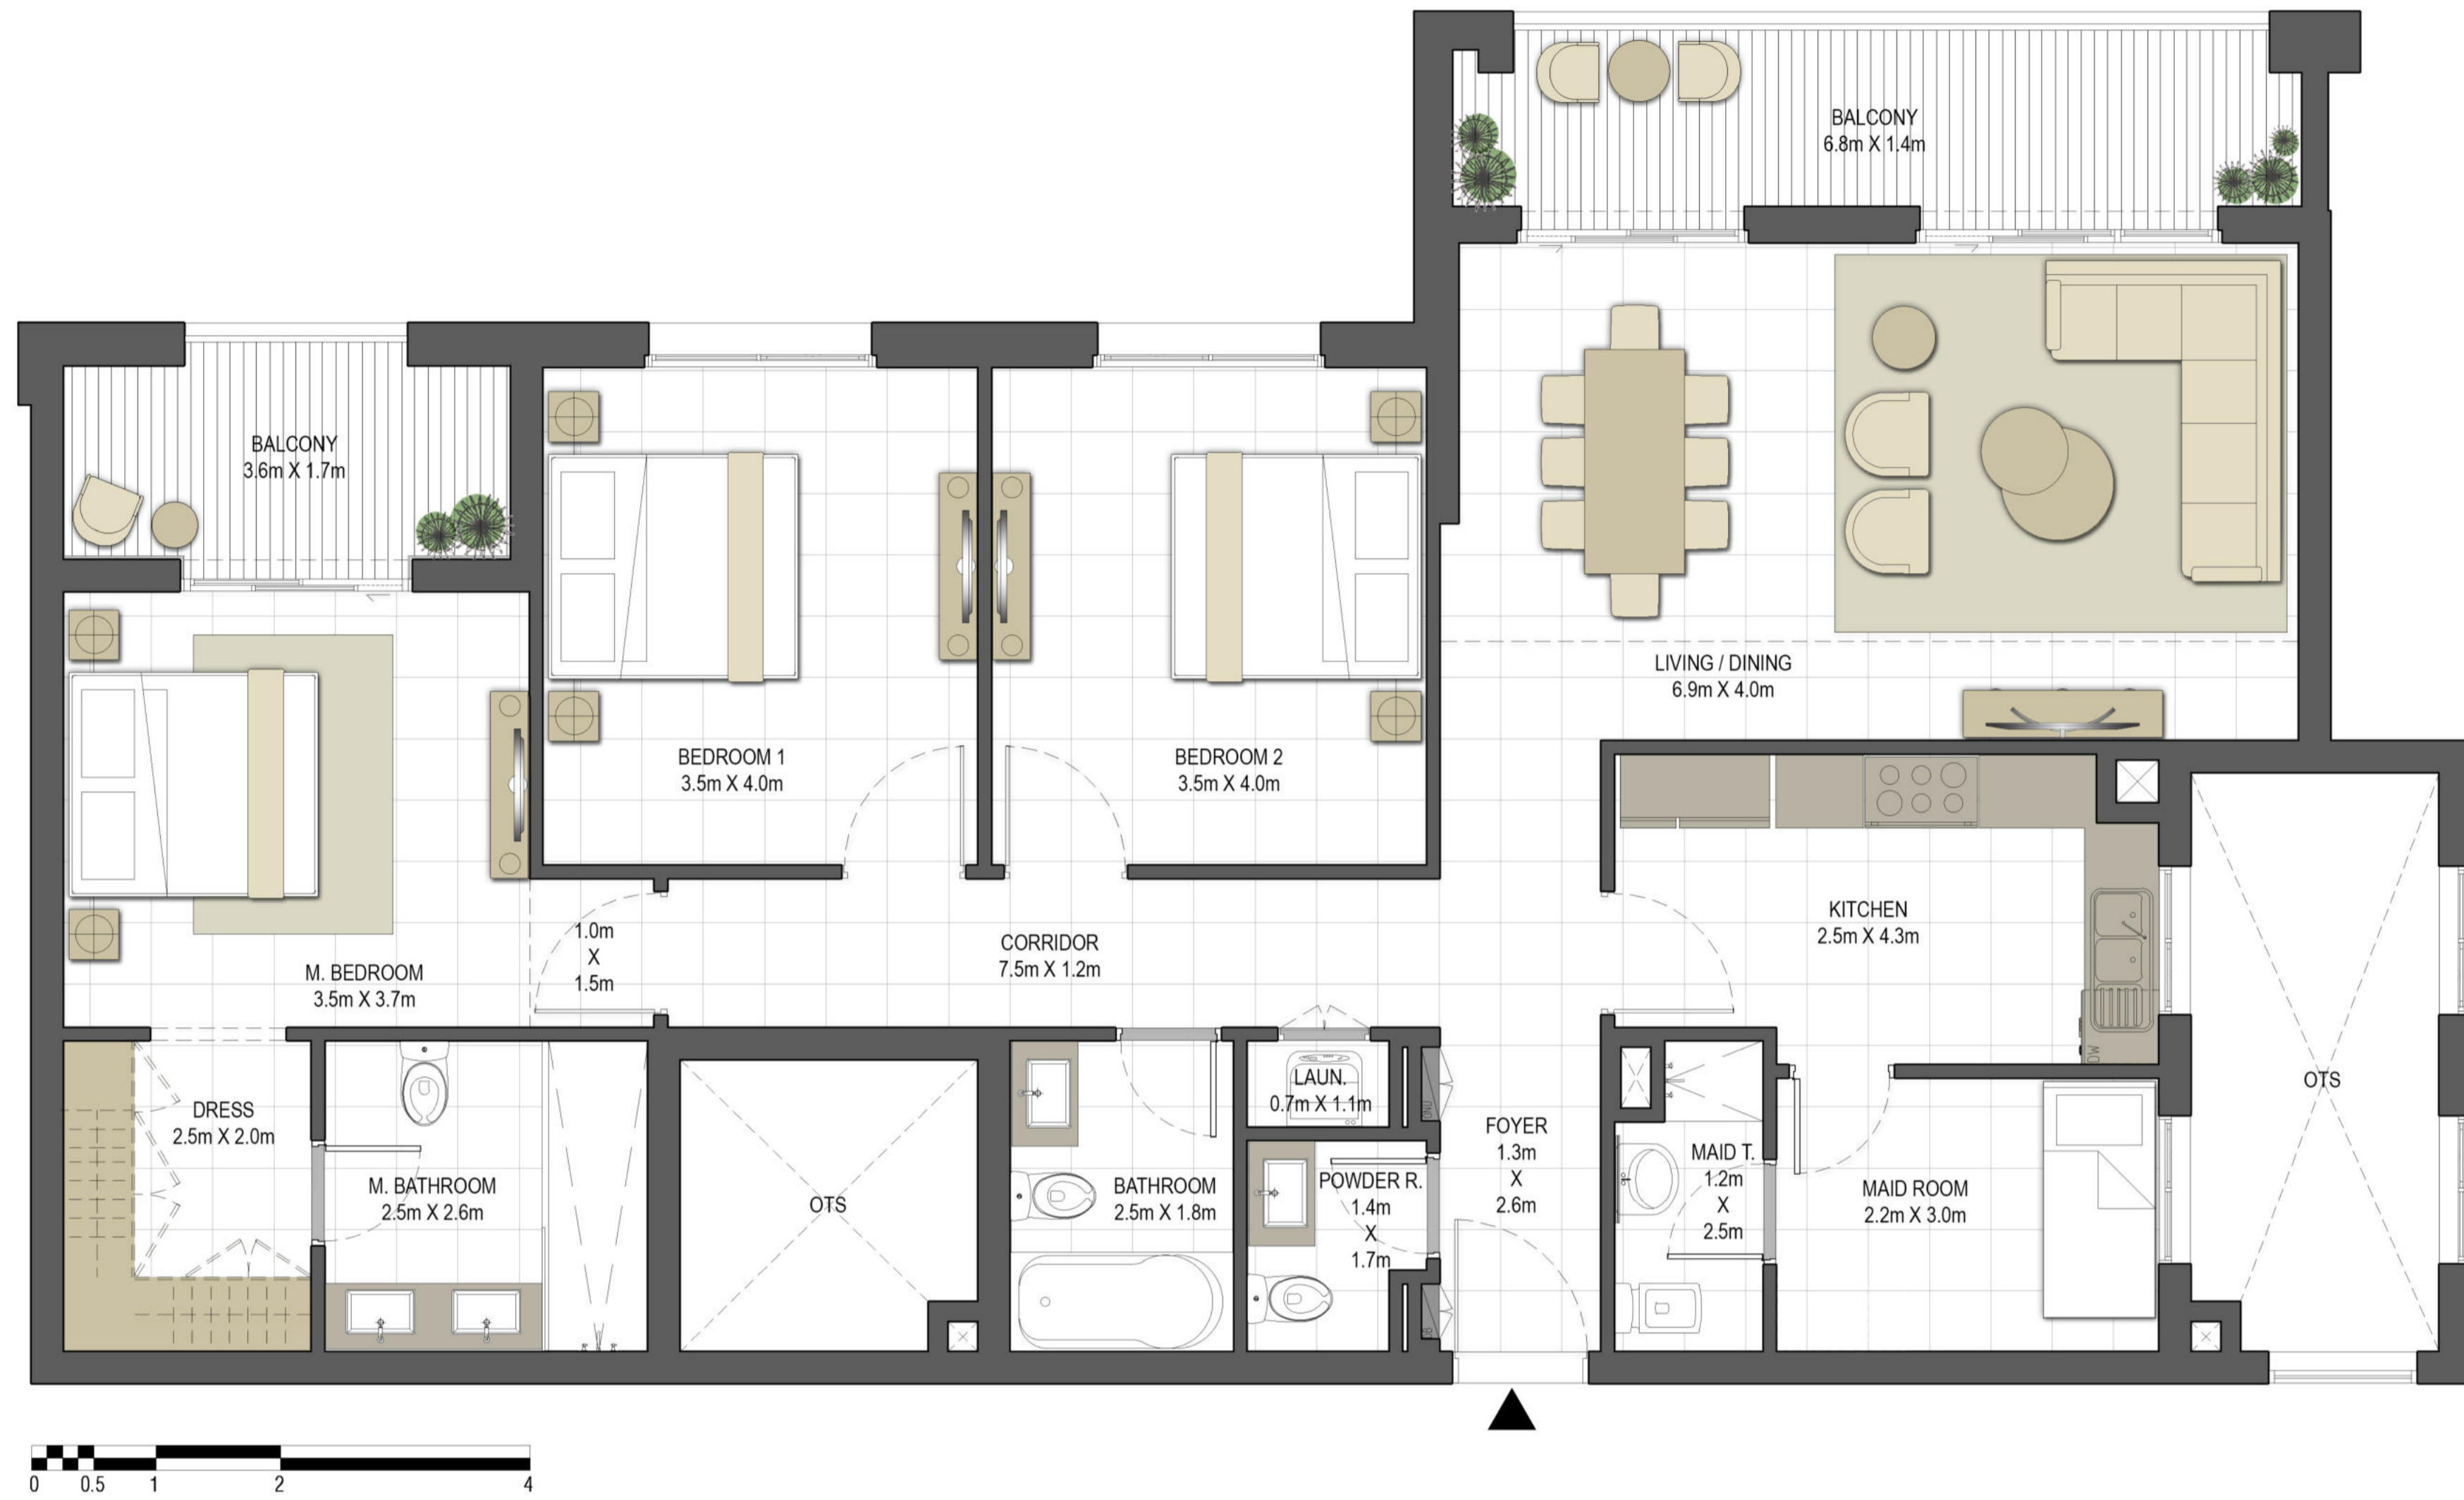 BALCONY
6.8m X 1.4m
BALCONY
3.6m X 1.7m
LIVING / DINING
6.9m X 4.0m
BEDROOM 1
3.5m X 4.0m
BEDROOM 2
3.5m X 4.0m
M. BEDROOM
3.5m X 3.7m
1.0m
X
1.5m
CORRIDOR
7.5m X 1.2m
KITCHEN
2.5m X 4.3m
DW
DRESS
2.5m X 2.0m
M. BATHROOM
2.5m X 2.6m
OTS
BATHROOM
2.5m X 1.8m
LAUN.
0.7m X 1.1m
POWDER R.
1.4m
X
1.7m
FOYER
1.3m
X
2.6m
MAID T.
1.2m
X
2.5m
MAID ROOM
2.2m X 3.0m
OTS
0 0.5 1 2 4